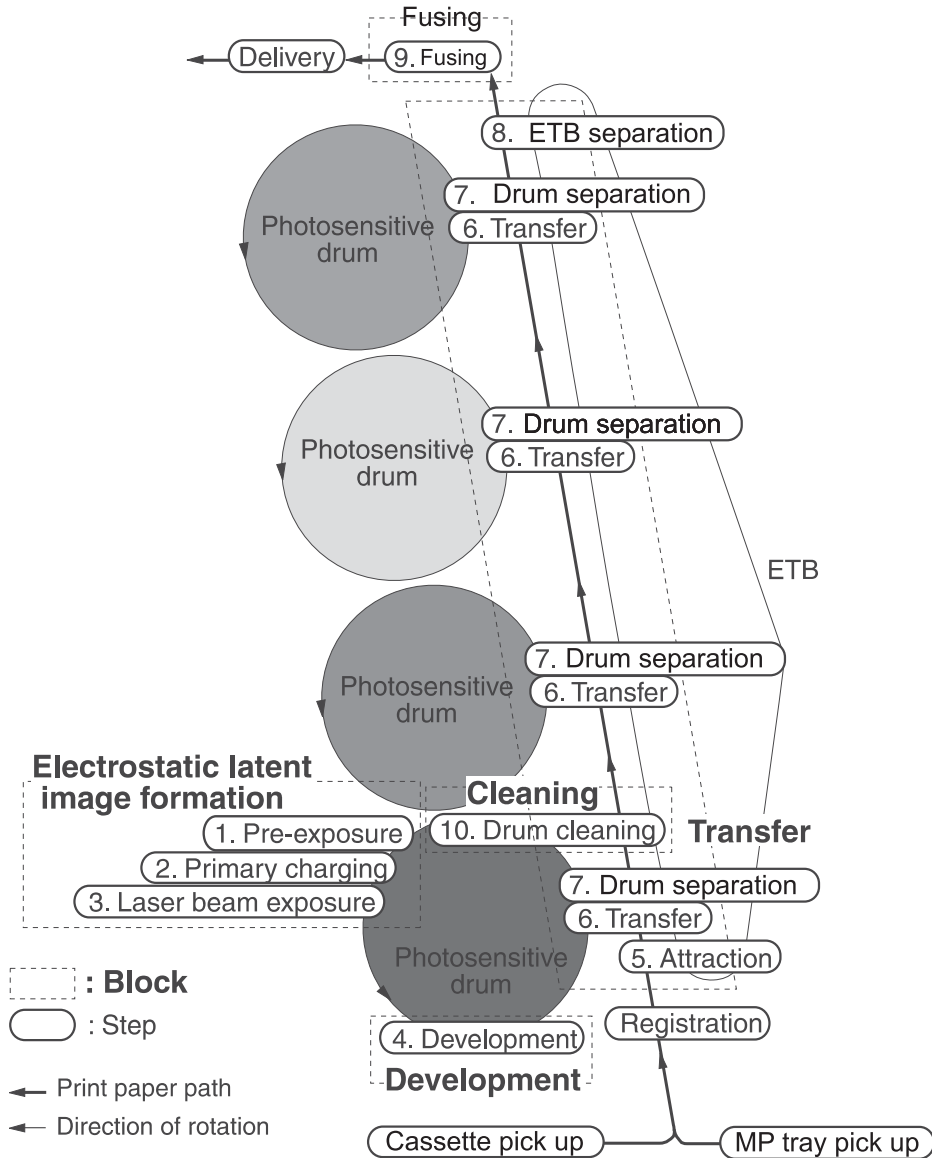 Fusing
Delivery
9. Fusing
8. ETB separation
7. Drum separation
6. Transfer
Photosensitive
drum
7. Drum separation
6. Transfer
Photosensitive
drum
ETB
7. Drum separation
6. Transfer
Photosensitive
drum
Electrostatic latent
image formation
1. Pre-exposure
2. Primary charging
3. Laser beam exposure
Cleaning
10. Drum cleaning
Transfer
7. Drum separation
6. Transfer
5. Attraction
Photosensitive
drum
Registration
4. Development
Development
: Block
: Step
Print paper path
Direction of rotation
Cassette pick up
MP tray pick up